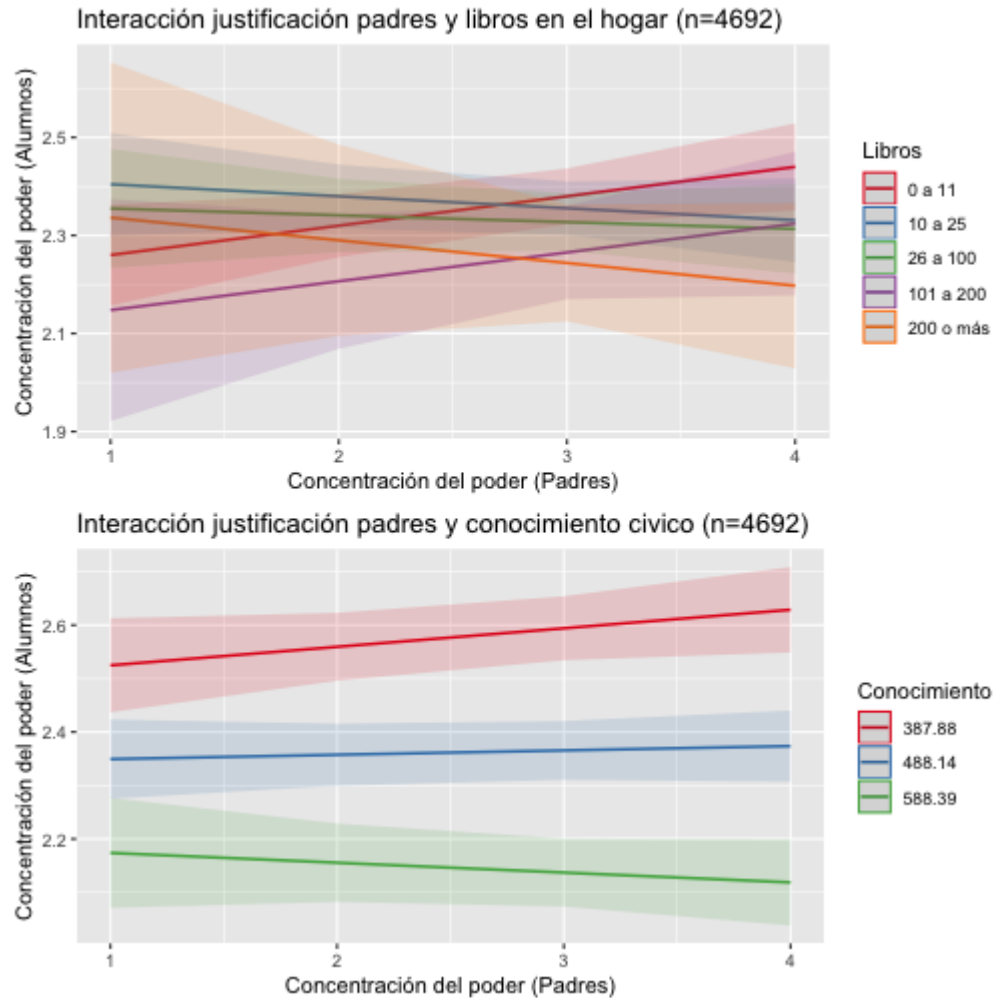 Interacción justificación padres y libros en el hogar (n=4692)
Concentración del poder (Alumnos)
2.5
2.3
2.1
1.9
1 2 3 4
Concentración del poder (Padres)
Libros
0 a 11
10 a 25
26 a 100
101 a 200
200 o más
Interacción justificación padres y conocimiento civico (n=4692)
Concentración del poder (Alumnos)
2.6
2.4
2.2
1 2 3 4
Concentración del poder (Padres)
Conocimiento
387.88
488.14
588.39